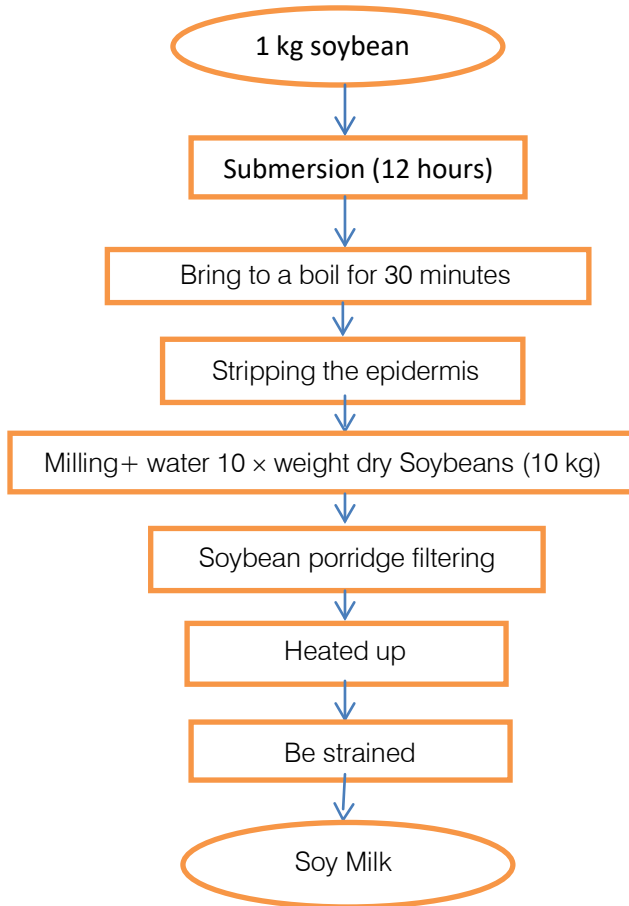 1 kg soybean
Submersion (12 hours)
Bring to a boil for 30 minutes
Stripping the epidermis
Milling+ water 10 × weight dry Soybeans (10 kg)
Soybean porridge filtering
Heated up
Be strained
Soy Milk